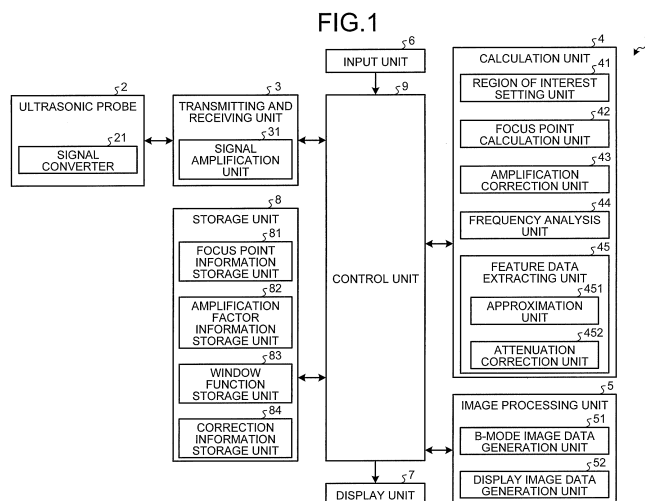 FIG.1
6
INPUT UNIT
2
ULTRASONIC PROBE
21
SIGNAL
CONVERTER
3
TRANSMITTING AND
RECEIVING UNIT
31
SIGNAL
AMPLIFICATION
UNIT
8
STORAGE UNIT
81
FOCUS POINT
INFORMATION
STORAGE UNIT
82
AMPLIFICATION
FACTOR
INFORMATION
STORAGE UNIT
83
WINDOW
FUNCTION
STORAGE UNIT
84
CORRECTION
INFORMATION
STORAGE UNIT
9
CONTROL UNIT
7
DISPLAY UNIT
4
CALCULATION UNIT
41
REGION OF INTEREST
SETTING UNIT
42
FOCUS POINT
CALCULATION UNIT
43
AMPLIFICATION
CORRECTION UNIT
44
FREQUENCY ANALYSIS
UNIT
45
FEATURE DATA
EXTRACTING UNIT
451
APPROXIMATION
UNIT
452
ATTENUATION
CORRECTION UNIT
5
IMAGE PROCESSING UNIT
51
B-MODE IMAGE DATA
GENERATION UNIT
52
DISPLAY IMAGE DATA
GENERATION UNIT